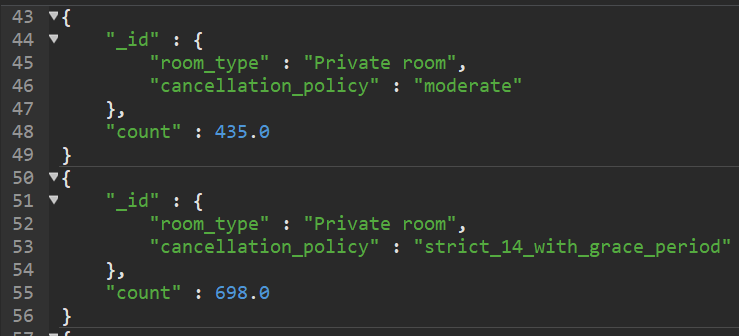 43 {
44 "_id" : {
45 "room_type" : "Private room",
46 "cancellation_policy" : "moderate"
47 },
48 "count" : 435.0
49 }
50 {
51 "_id" : {
52 "room_type" : "Private room",
53 "cancellation_policy" : "strict_14_with_grace_period"
54 },
55 "count" : 698.0
56 }
57 {